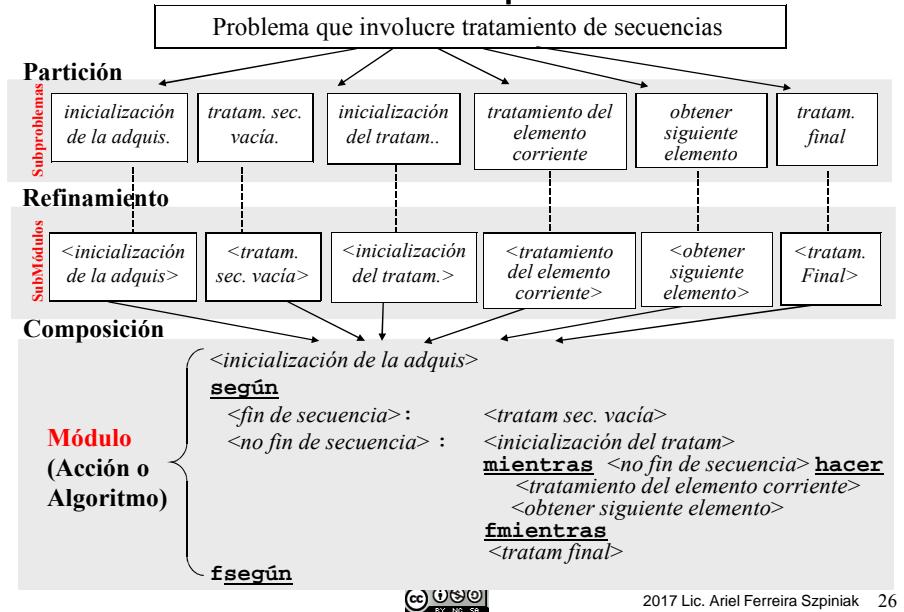 Problema que involucre tratamiento de secuencias
Partición
Subproblemas
inicialización
de la adquis.
tratam. sec.
vacía.
inicialización
del tratam..
tratamiento del
elemento
corriente
obtener
siguiente
elemento
tratam.
final
Refinamiento
SubMódulos
<inicialización
de la adquis>
<tratam.
sec. vacía>
<inicialización
del tratam.>
<tratamiento
del elemento
corriente>
<obtener
siguiente
elemento>
<tratam.
Final>
Composición
Módulo
(Acción o
Algoritmo)
<inicialización de la adquis>
según
<fin de secuencia>: <tratam sec. vacía>
<no fin de secuencia> : <inicialización del tratam>
mientras <no fin de secuencia> hacer
<tratamiento del elemento corriente>
<obtener siguiente elemento>
fmientras
<tratam final>
fsegún
cc
BY NC SA
2017 Lic. Ariel Ferreira Szpiniak 26